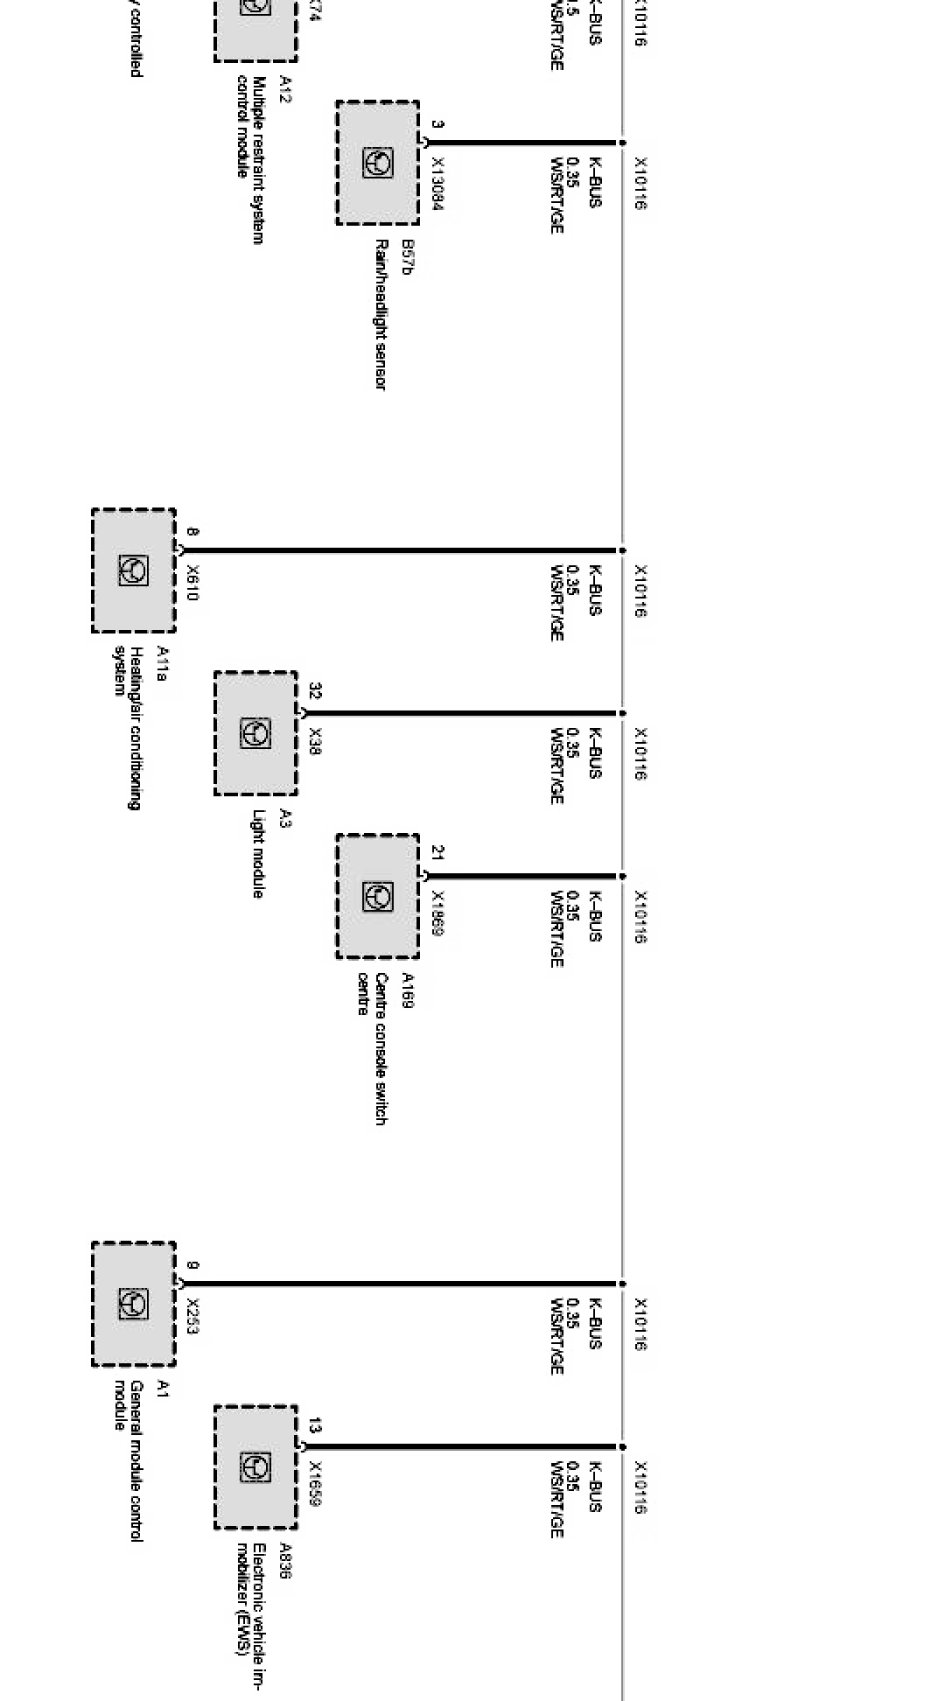 y controlled
X74
A12
Multiple restraint system
control module
K–BUS
WS/RT/GE
X10116
3
X13084
B57b
Rain/headlight sensor
K–BUS
0.35
WS/RT/GE
X10116
8
X610
A11a
Heating/air conditioning
system
K–BUS
0.35
WS/RT/GE
X10116
32
X38
A3
Light module
K–BUS
0.35
WS/RT/GE
X10116
21
X1869
A169
Centre console switch
centre
K–BUS
0.35
WS/RT/GE
X10116
9
X253
A1
General module control
module
K–BUS
0.35
WS/RT/GE
X10116
13
X1659
A836
Electronic vehicle im-
mobilizer (EWS)
K–BUS
0.35
WS/RT/GE
X10116